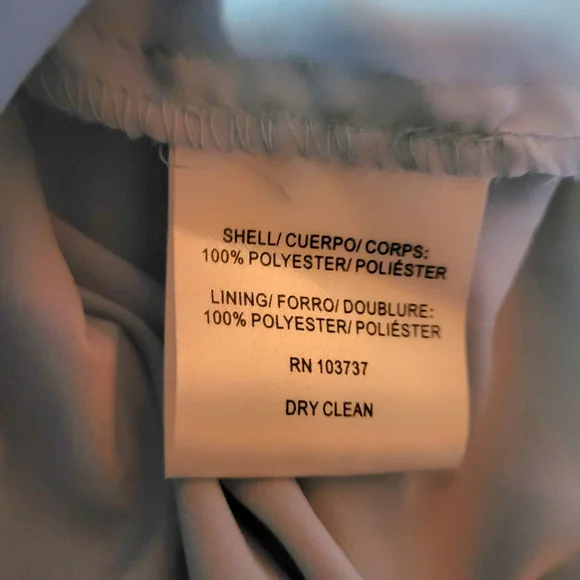 SHELL/ CUERPO/ CORPS:
100% POLYESTER/ POLIÉSTER
LINING/ FORRO/ DOUBLURE:
100% POLYESTER/ POLIÉSTER
RN 103737
DRY CLEAN